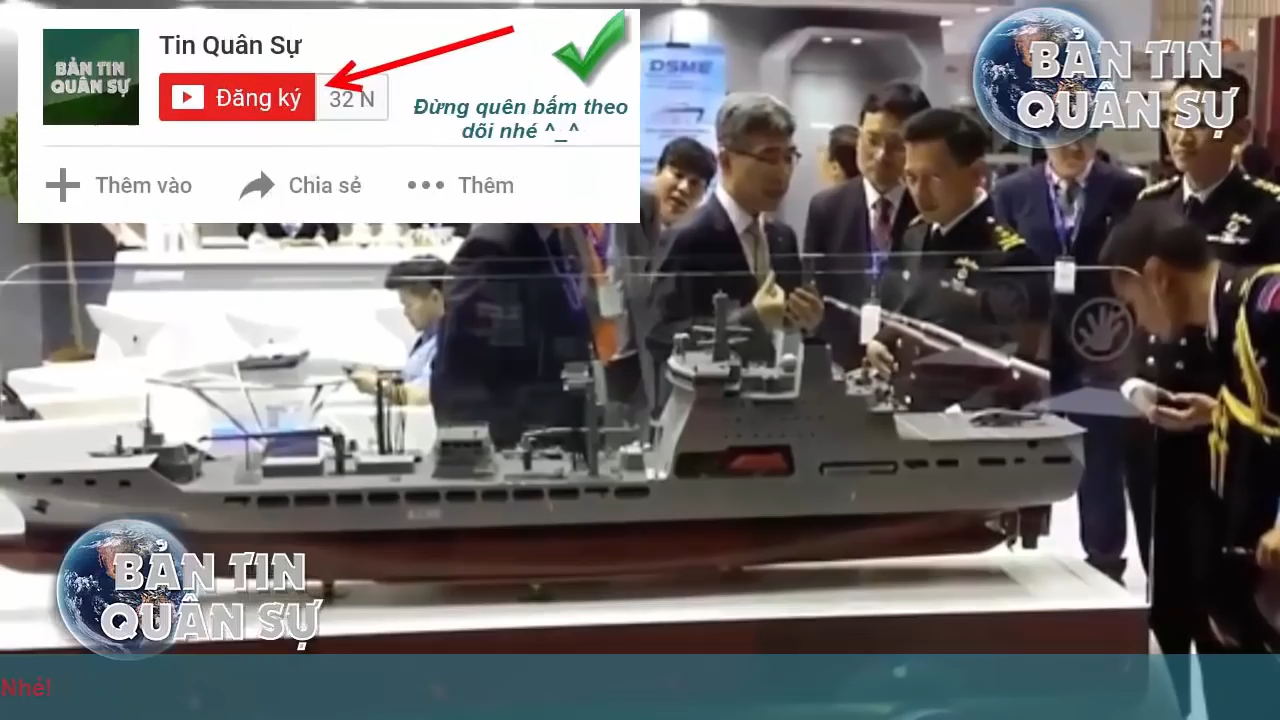 Tin Quân Sự
BẢN TIN
QUÂN SỰ
Đăng ký
32 N
Đừng quên bấm theo
dõi nhé ^_^
Thêm vào
Chia sẻ
Thêm
DSME
BẢN TIN
QUÂN SỰ
BẢN TIN
QUÂN SỰ
Nhé!